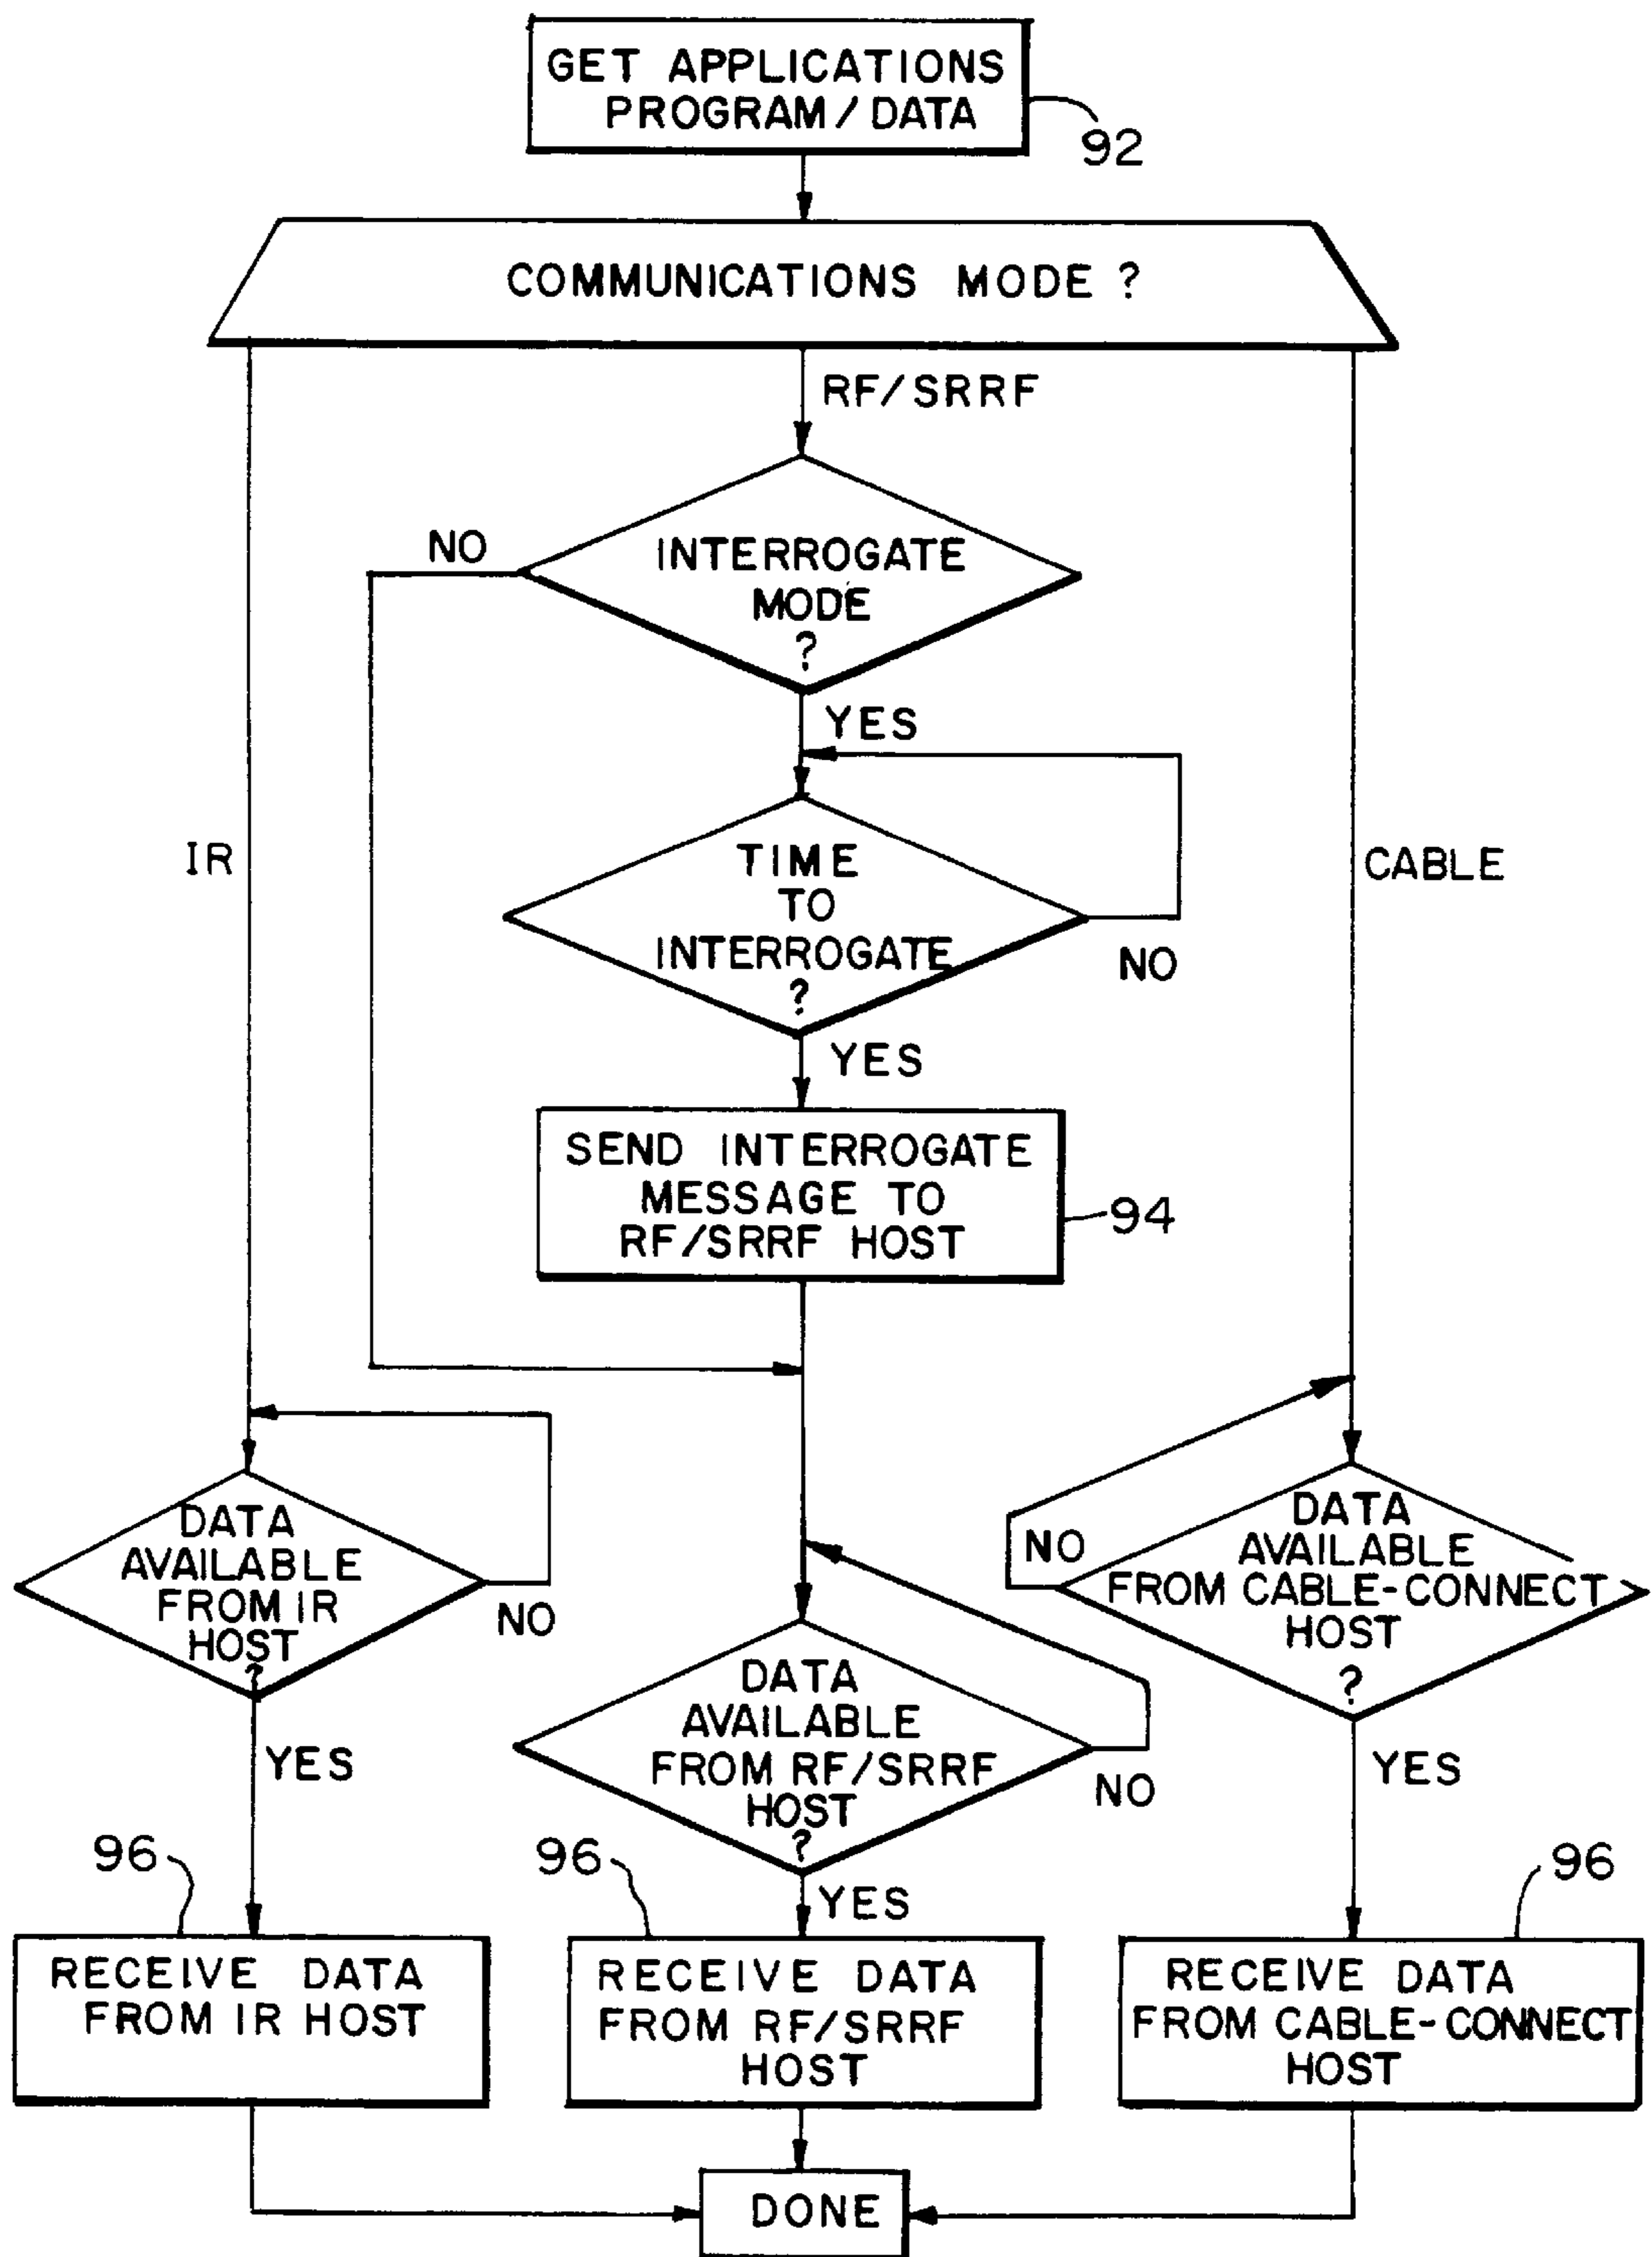 GET APPLICATIONS
PROGRAM / DATA
92
COMMUNICATIONS MODE ?
RF/SRRF
NO
INTERROGATE
MODE
?
YES
IR
TIME
TO
INTERROGATE
?
NO
CABLE
YES
SEND INTERROGATE
MESSAGE TO
RF/SRRF HOST
94
DATA
AVAILABLE
FROM IR
HOST
?
NO
YES
DATA
AVAILABLE
FROM RF/SRRF
HOST
?
NO
YES
NO
DATA
AVAILABLE
FROM CABLE-CONNECT
HOST
?
YES
96
RECEIVE DATA
FROM IR HOST
96
RECEIVE DATA
FROM RF/SRRF
HOST
96
RECEIVE DATA
FROM CABLE-CONNECT
HOST
DONE